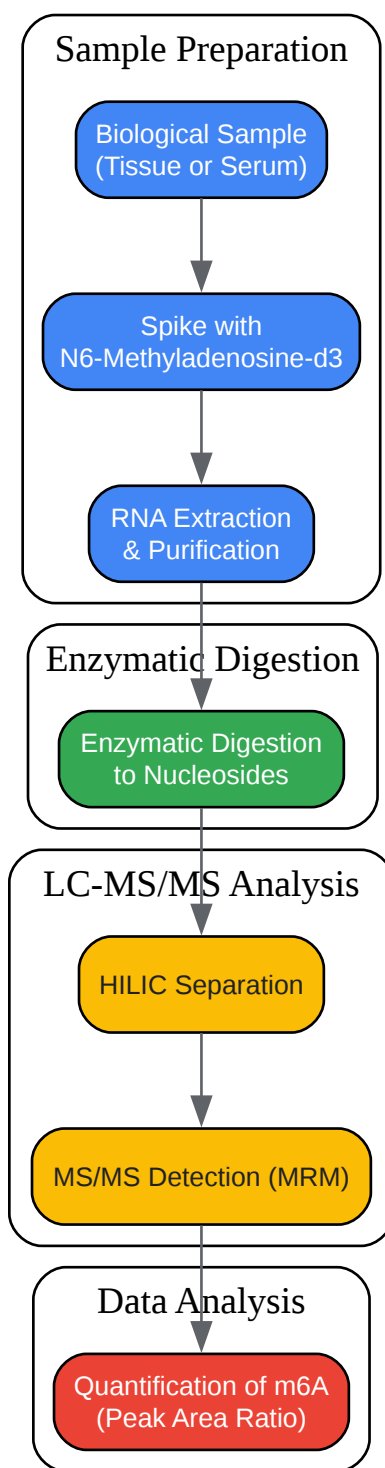 Sample Preparation
Biological Sample
(Tissue or Serum)
Spike with
N6-Methyladenosine-d3
RNA Extraction
& Purification
Enzymatic Digestion
Enzymatic Digestion
to Nucleosides
LC-MS/MS Analysis
HILIC Separation
MS/MS Detection (MRM)
Data Analysis
Quantification of m6A
(Peak Area Ratio)